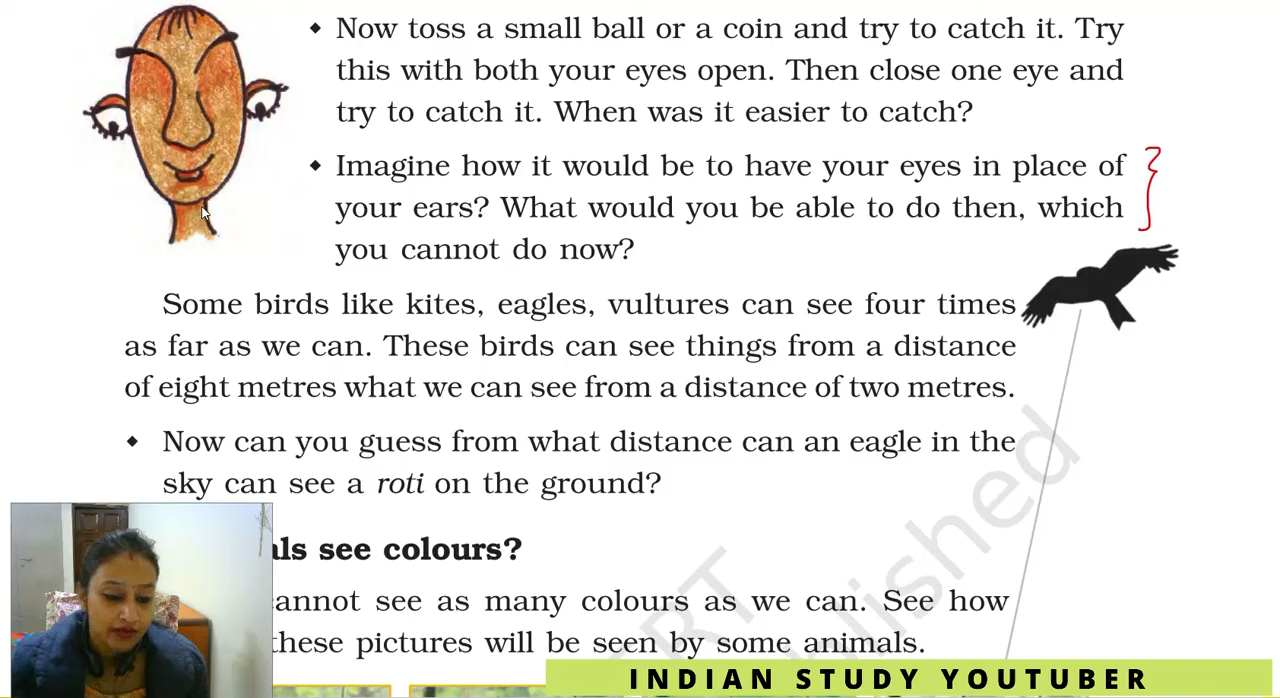 Now toss a small ball or a coin and try to catch it. Try
this with both your eyes open. Then close one eye and
try to catch it. When was it easier to catch?
Imagine how it would be to have your eyes in place of
your ears? What would you be able to do then, which
you cannot do now?
Some birds like kites, eagles, vultures can see four times
as far as we can. These birds can see things from a distance
of eight metres what we can see from a distance of two metres.
Now can you guess from what distance can an eagle in the
sky can see a roti on the ground?
see colours?
cannot see as many colours as we can. See how
these pictures will be seen by some animals.
INDIAN STUDY YOUTUBER